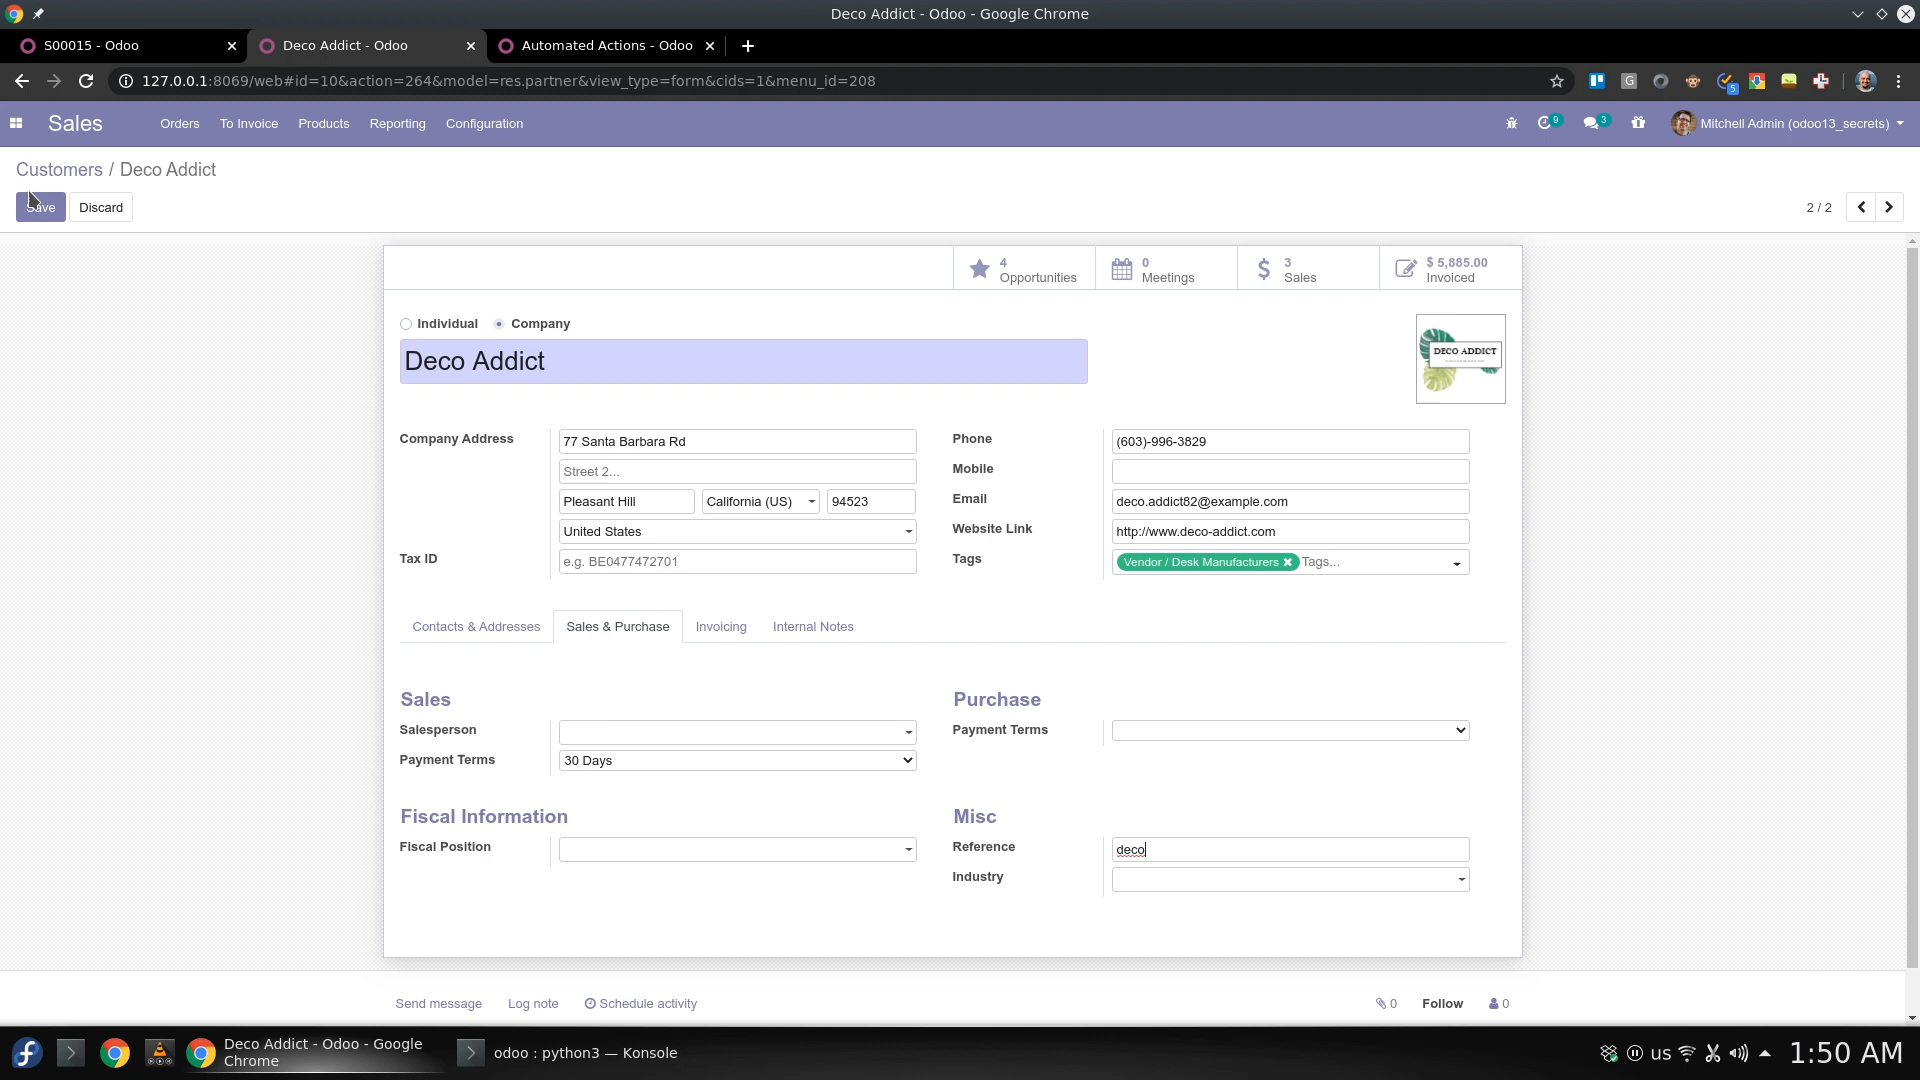 Deco Addict - Odoo - Google Chrome
S00015 - Odoo
Deco Addict - Odoo
Automated Actions - Odoo
127.0.0.1:8069/web#id=10&action=264&model=res.partner&view_type=form&cids=1&menu_id=208
G
5
Sales
Orders
To Invoice
Products
Reporting
Configuration
9
3
Mitchell Admin (odoo13_secrets)
Customers / Deco Addict
Save
Discard
2 / 2
4
Opportunities
0
Meetings
3
Sales
$ 5,885.00
Invoiced
Individual
Company
Deco Addict
DECO ADDICT
Company Address
77 Santa Barbara Rd
Street 2...
Pleasant Hill
California (US)
94523
United States
Tax ID
e.g. BE0477472701
Phone
(603)-996-3829
Mobile
Email
deco.addict82@example.com
Website Link
http://www.deco-addict.com
Tags
Vendor / Desk Manufacturers
Tags...
Contacts & Addresses
Sales & Purchase
Invoicing
Internal Notes
Sales
Salesperson
Payment Terms
30 Days
Purchase
Payment Terms
Fiscal Information
Fiscal Position
Misc
Reference
deco
Industry
Send message
Log note
Schedule activity
0
Follow
0
Deco Addict - Odoo - Google
Chrome
odoo : python3 — Konsole
us
1:50 AM